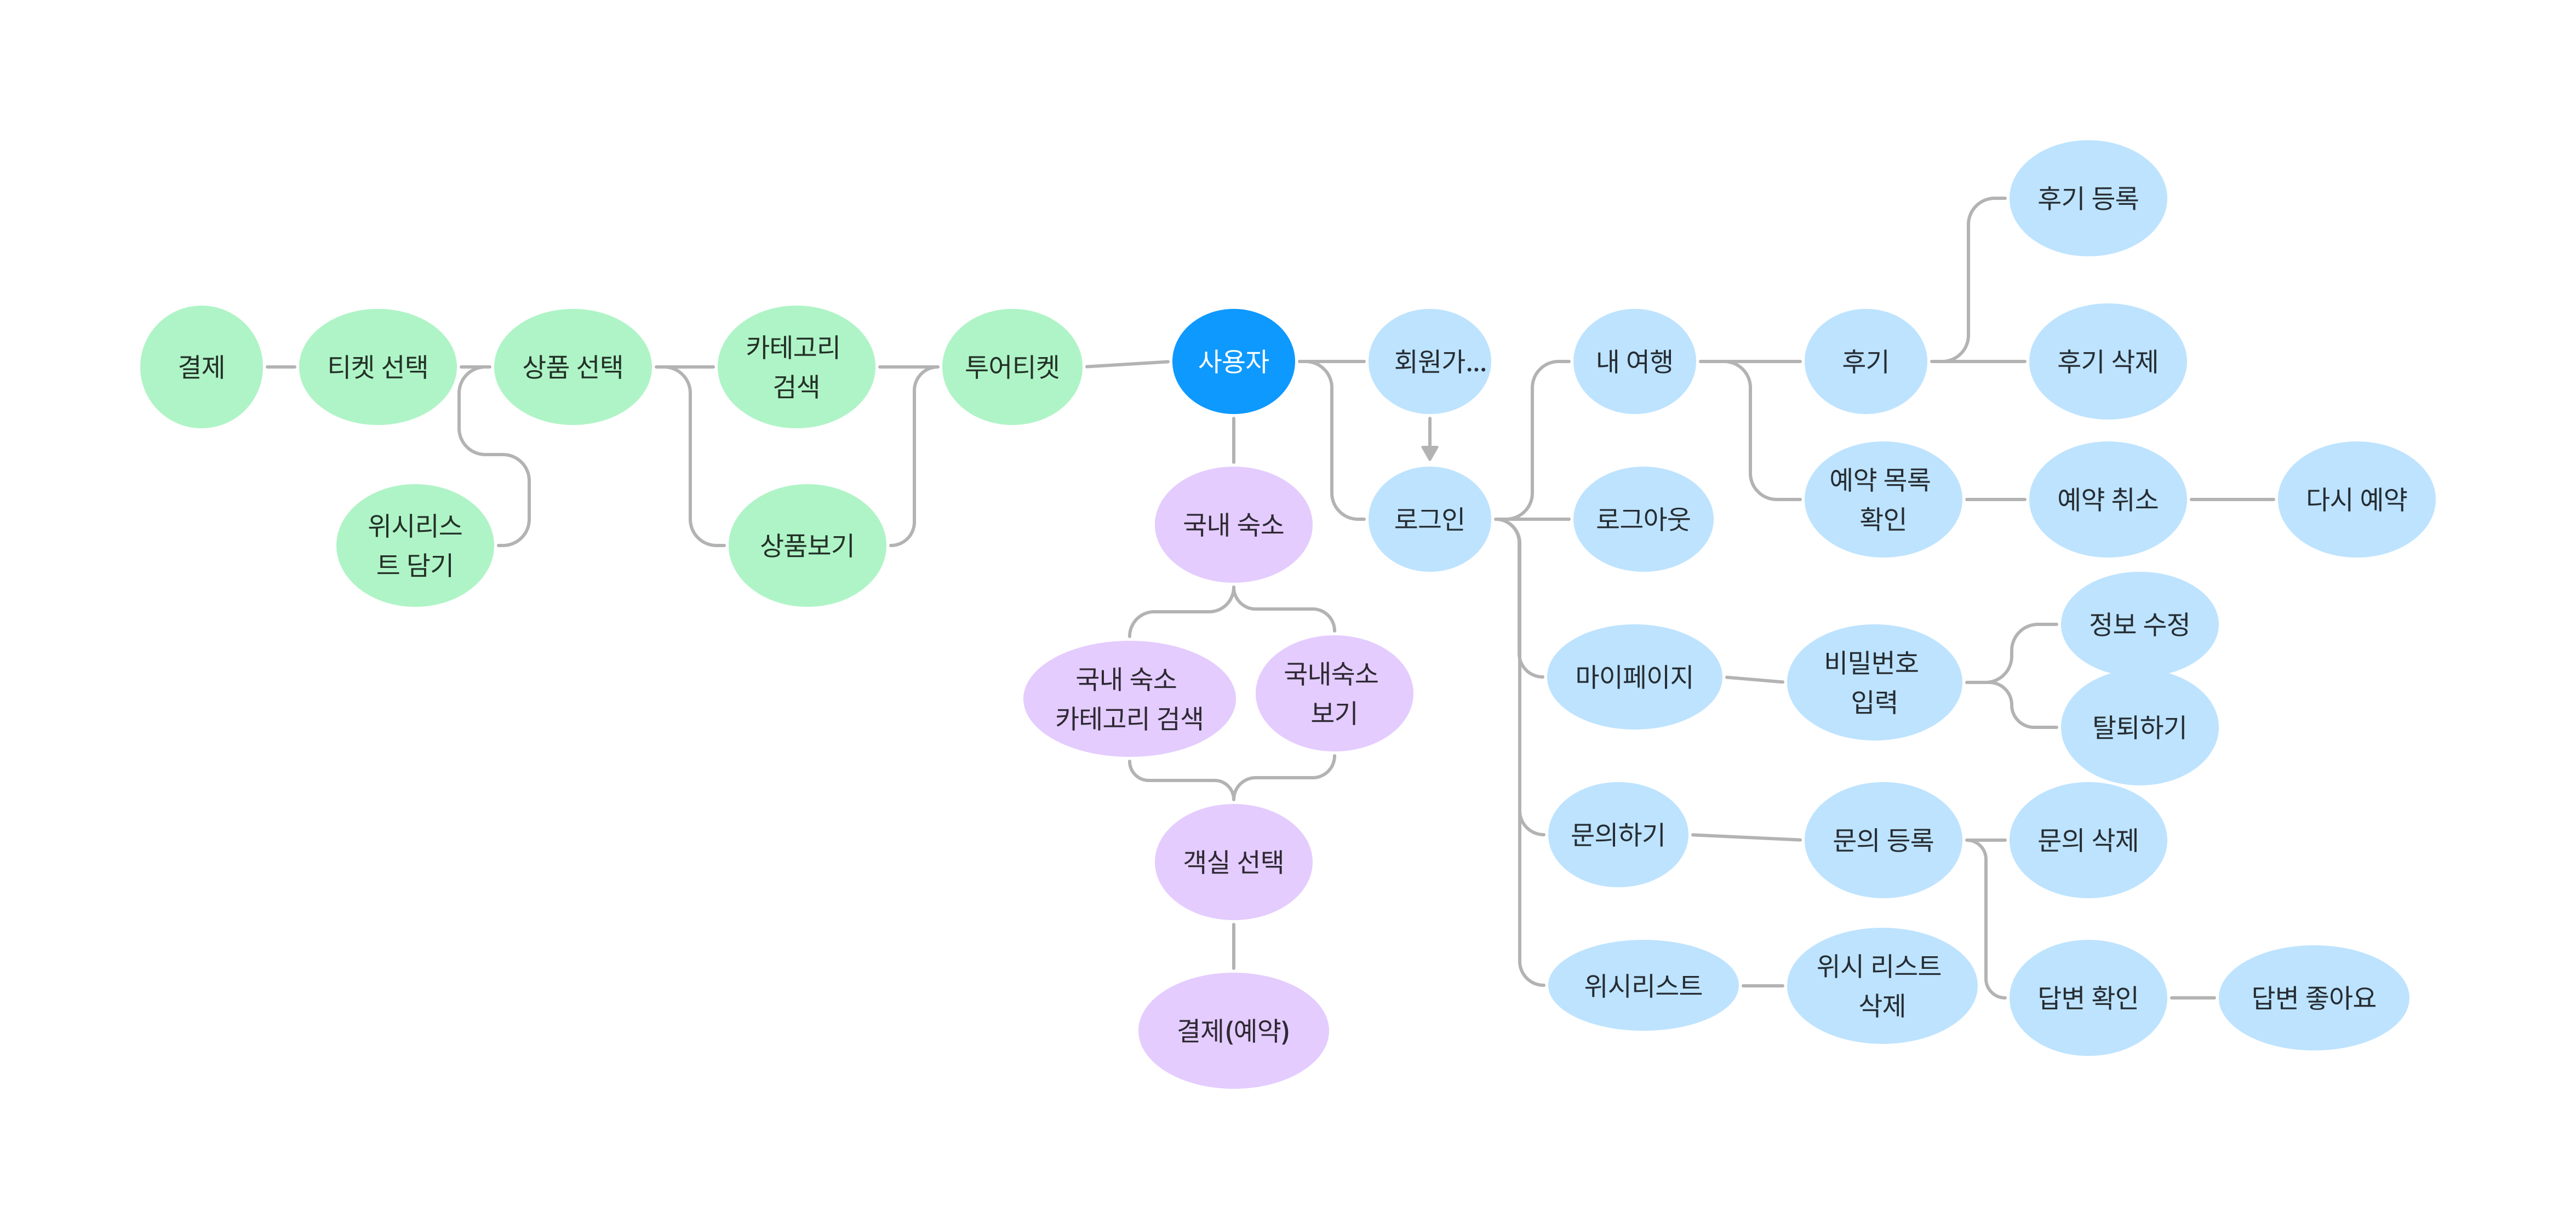 후기 등록
결제
티켓 선택
상품 선택
카테고리
검색
투어티켓
사용자
회원가...
내 여행
후기
후기 삭제
위시리스
트 담기
상품보기
국내 숙소
로그인
로그아웃
예약 목록
확인
예약 취소
다시 예약
국내 숙소
카테고리 검색
국내숙소
보기
마이페이지
비밀번호
입력
정보 수정
탈퇴하기
객실 선택
문의하기
문의 등록
문의 삭제
결제(예약)
위시리스트
위시 리스트
삭제
답변 확인
답변 좋아요